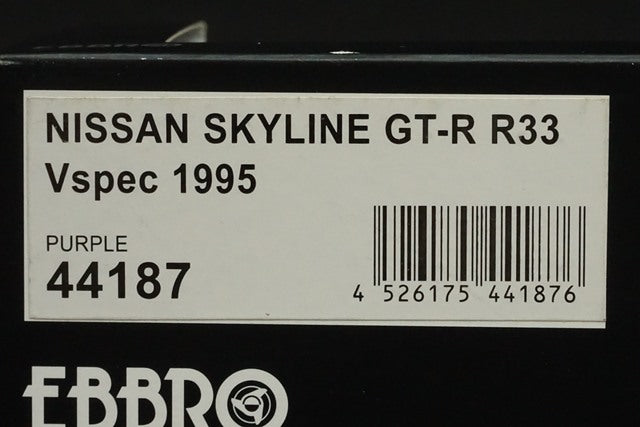 NISSAN SKYLINE GT-R R33
Vspec 1995
PURPLE
44187
4 526175 441876
EBBRO